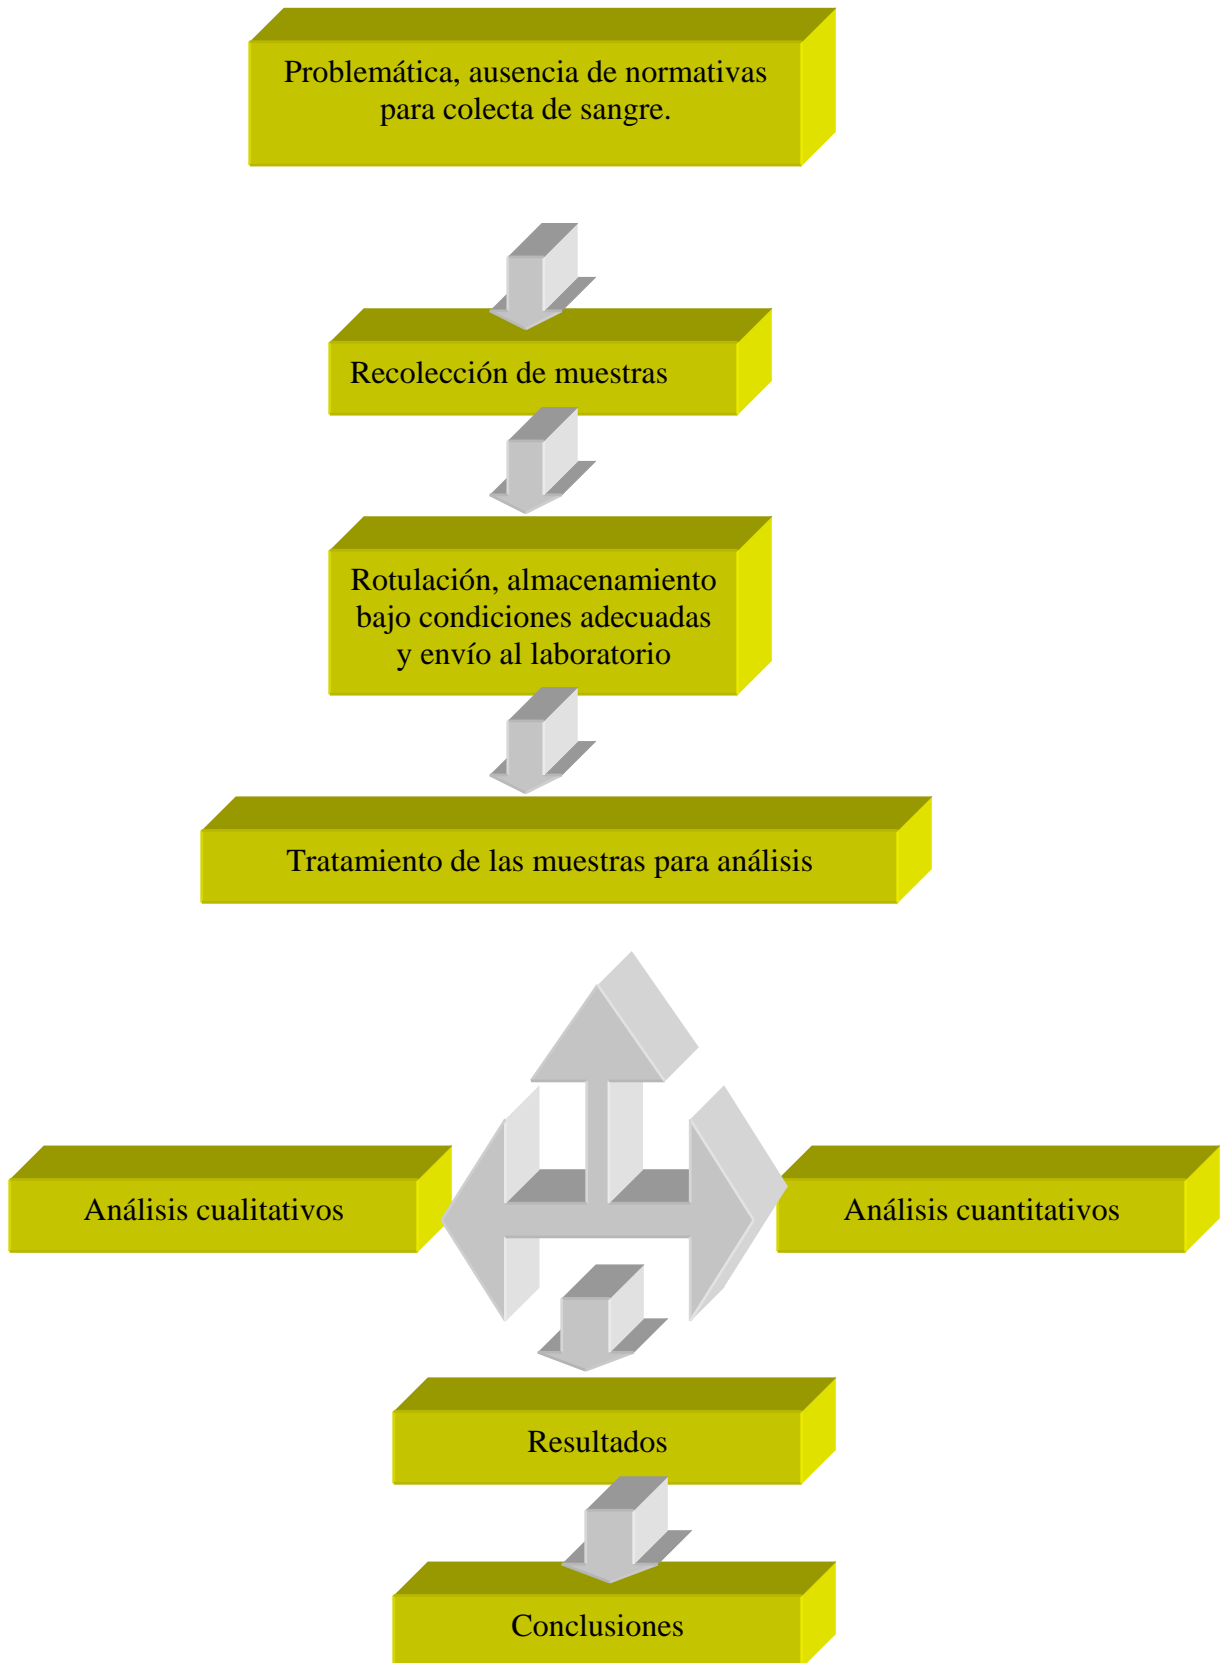 Problemática, ausencia de normativas
para colecta de sangre.
Recolección de muestras
Rotulación, almacenamiento
bajo condiciones adecuadas
y envío al laboratorio
Tratamiento de las muestras para análisis
Análisis cualitativos
Análisis cuantitativos
Resultados
Conclusiones